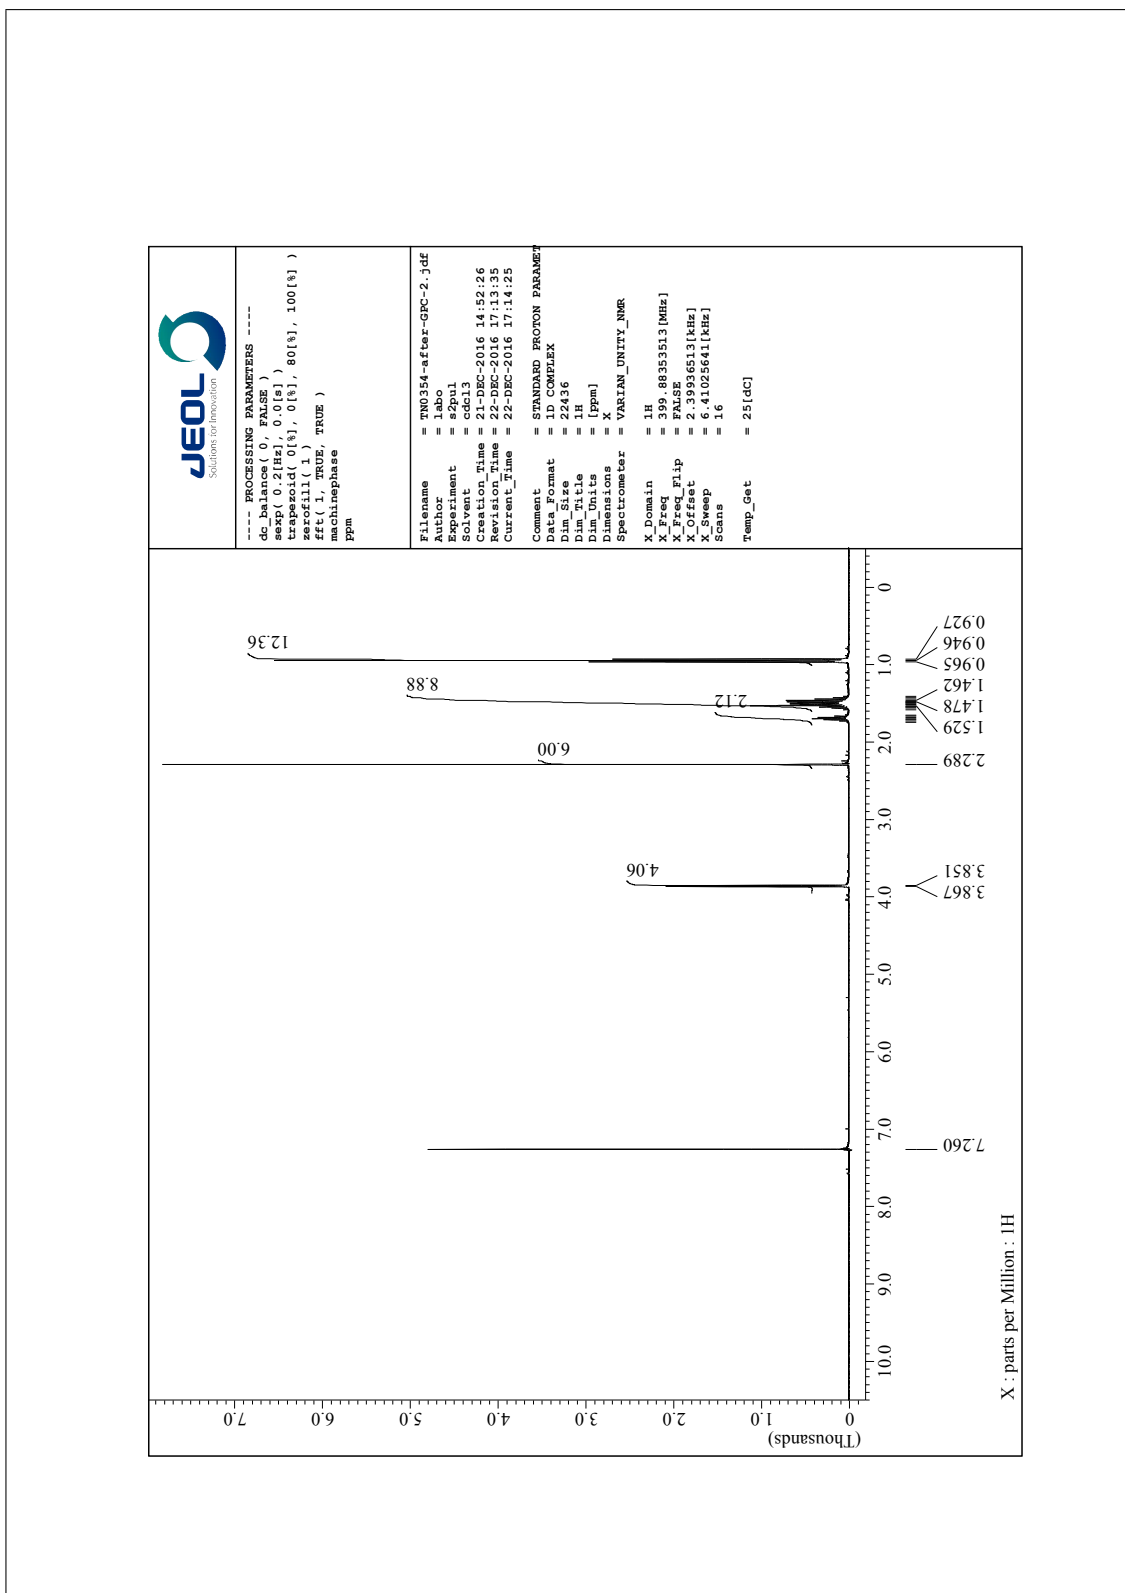 JEOL
Solutions for Innovation
---- PROCESSING PARAMETERS ----
dc_balance( 0, FALSE )
sexp( 0.2[Hz], 0.0[s] )
trapezoid( 0[%], 0[%], 80[%], 100[%] )
zerofill( 1 )
fft( 1, TRUE, TRUE )
machinephase
ppm
Filename = TN0354-after-GPC-2.jdf
Author = labo
Experiment = s2pul
Solvent = cdcl3
Creation_Time = 21-DEC-2016 14:52:26
Revision_Time = 22-DEC-2016 17:13:35
Current_Time = 22-DEC-2016 17:14:25
Comment = STANDARD PROTON PARAMET
Data_Format = 1D COMPLEX
Dim_Size = 22436
Dim_Title = 1H
Dim_Units = [ppm]
Dimensions = X
Spectrometer = VARIAN_UNITY_NMR
X_Domain = 1H
X_Freq = 399.88353513[MHz]
X_Freq_Flip = FALSE
X_Offset = 2.39936513[kHz]
X_Sweep = 6.41025641[kHz]
Scans = 16
Temp_Get = 25[dC]
(Thousands)
0 1.0 2.0 3.0 4.0 5.0 6.0 7.0
4.06
6.00
2.12
8.88
12.36
10.0 9.0 8.0 7.0 6.0 5.0 4.0 3.0 2.0 1.0 0
7.260
3.867
3.851
2.289
1.529
1.478
1.462
0.965
0.946
0.927
X : parts per Million : 1H